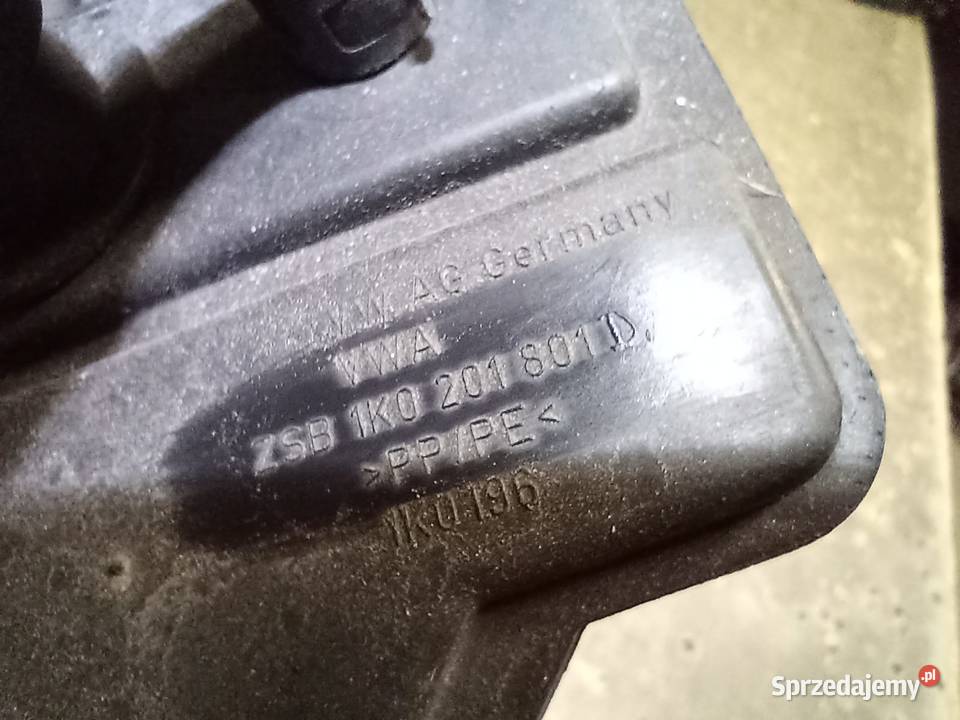 VW AG Germany
VWA
ZSB 1K0 201 801 D
>PP/PE<
1K0196
Sprzedajemy.pl